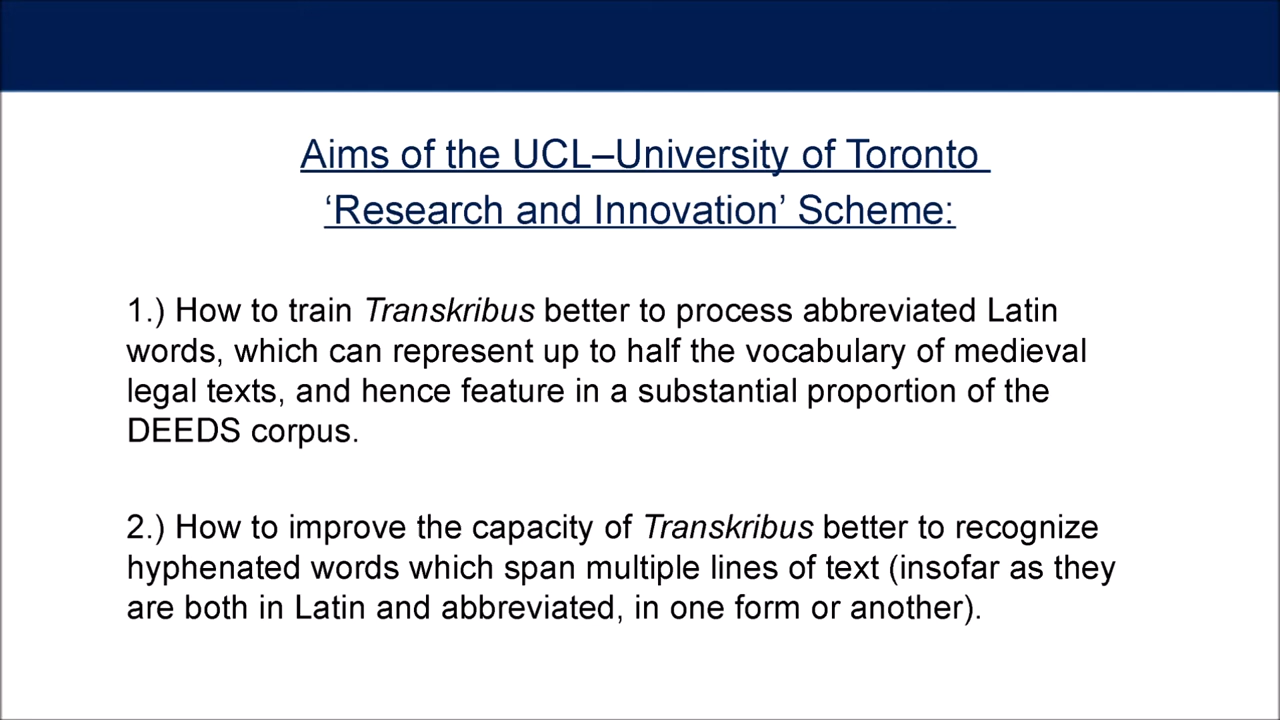 Aims of the UCL–University of Toronto
‘Research and Innovation’ Scheme:
1.) How to train Transkribus better to process abbreviated Latin
words, which can represent up to half the vocabulary of medieval
legal texts, and hence feature in a substantial proportion of the
DEEDS corpus.
2.) How to improve the capacity of Transkribus better to recognize
hyphenated words which span multiple lines of text (insofar as they
are both in Latin and abbreviated, in one form or another).